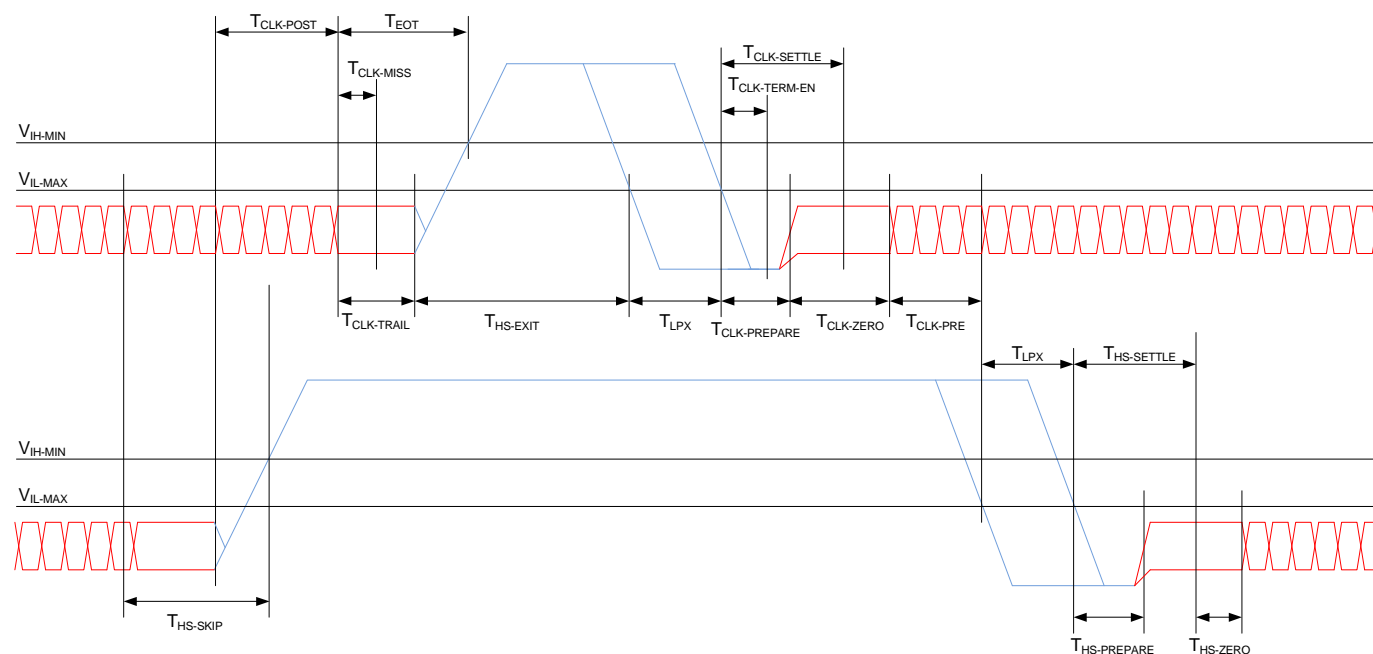 TCLK-POST
TEOT
TCLK-MISS
TCLK-SETTLE
TCLK-TERM-EN
VIH-MIN
VIL-MAX
TCLK-TRAIL
THS-EXIT
TLPX
TCLK-PREPARE
TCLK-ZERO
TCLK-PRE
TLPX
THS-SETTLE
VIH-MIN
VIL-MAX
THS-SKIP
THS-PREPARE
THS-ZERO